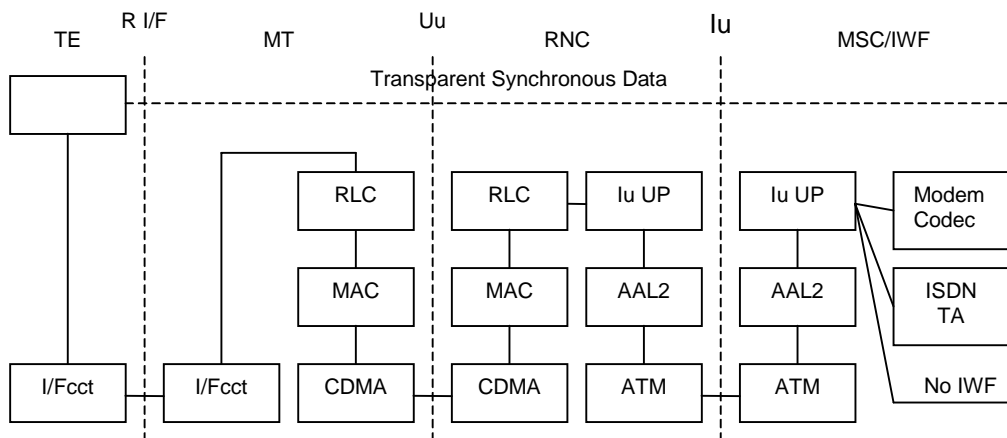 R I/F
Uu
Iu
TE
MT
RNC
MSC/IWF
Transparent Synchronous Data
RLC
RLC
Iu UP
Iu UP
Modem
Codec
MAC
MAC
AAL2
AAL2
ISDN
TA
I/Fcct
I/Fcct
CDMA
CDMA
ATM
ATM
No IWF